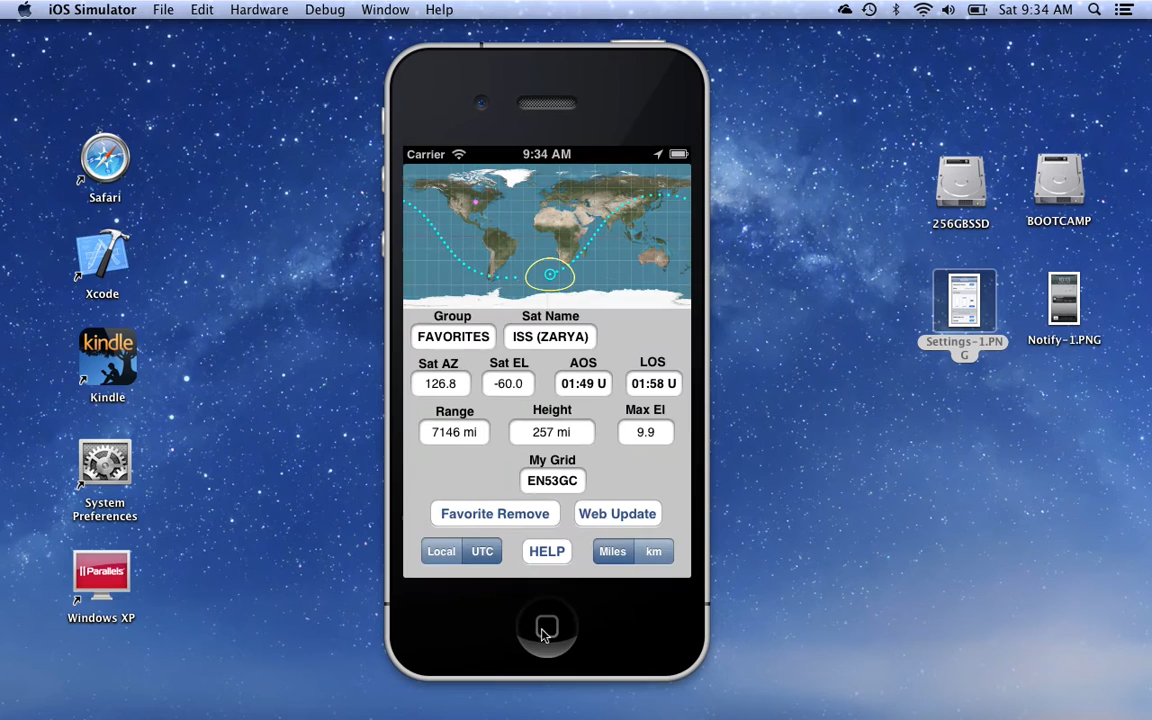 iOS Simulator File Edit Hardware Debug Window Help Sat 9:34 AM
Carrier 9:34 AM
Group Sat Name
FAVORITES ISS (ZARYA)
Sat AZ Sat EL AOS LOS
126.8 -60.0 01:49 U 01:58 U
Range Height Max El
7146 mi 257 mi 9.9
My Grid
EN53GC
Favorite Remove Web Update
Local UTC HELP Miles km
Safari
Xcode
kindle
Kindle
System
Preferences
Parallels
Windows XP
256GBSSD BOOTCAMP
Settings-1.PN
G
Notify-1.PNG